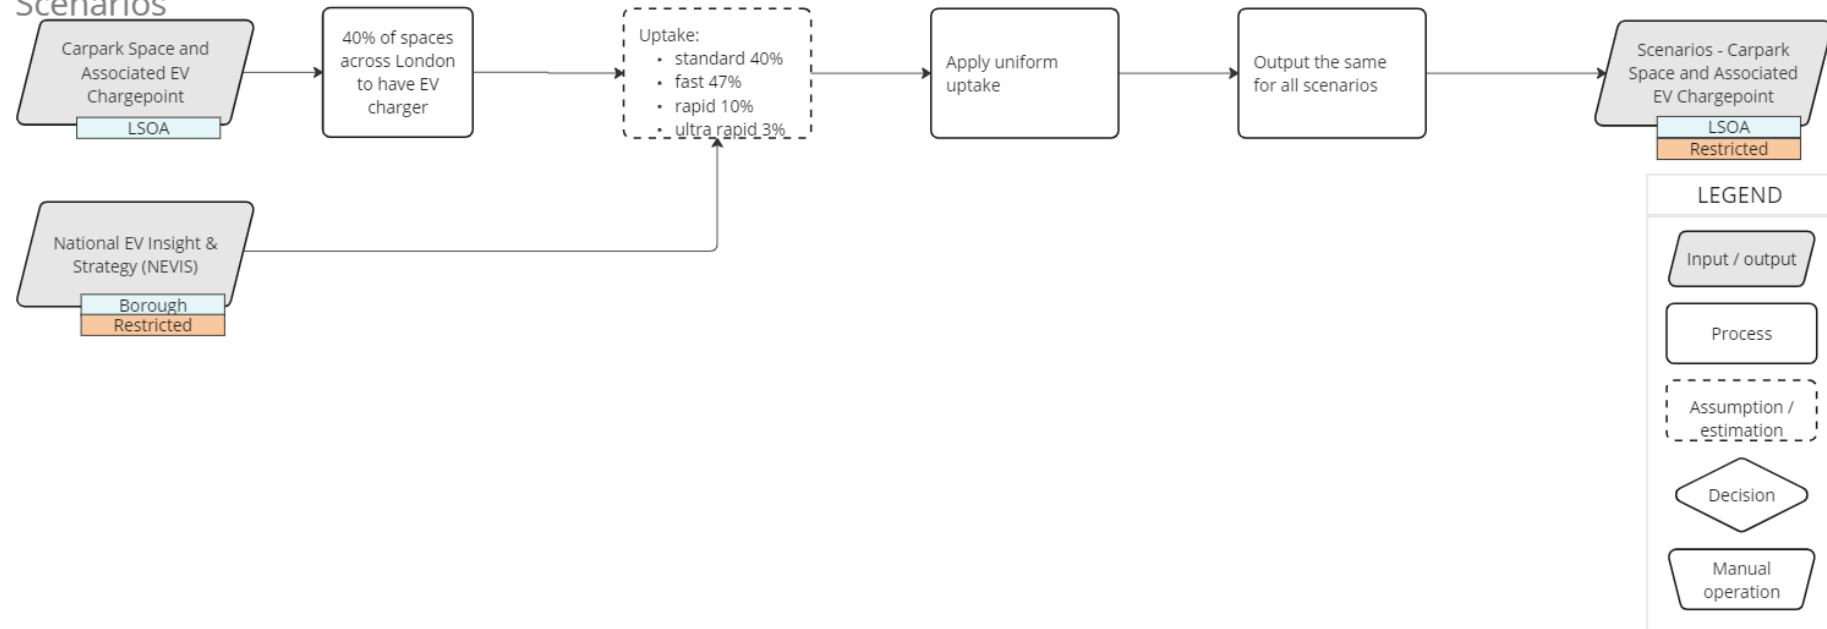 Scenarios
Carpark Space and
Associated EV
Chargepoint
LSOA
40% of spaces
across London
to have EV
charger
Uptake:
• standard 40%
• fast 47%
• rapid 10%
• ultra rapid 3%
Apply uniform
uptake
Output the same
for all scenarios
Scenarios - Carpark
Space and Associated
EV Chargepoint
LSOA
Restricted
National EV Insight &
Strategy (NEVIS)
Borough
Restricted
LEGEND
Input / output
Process
Assumption /
estimation
Decision
Manual
operation